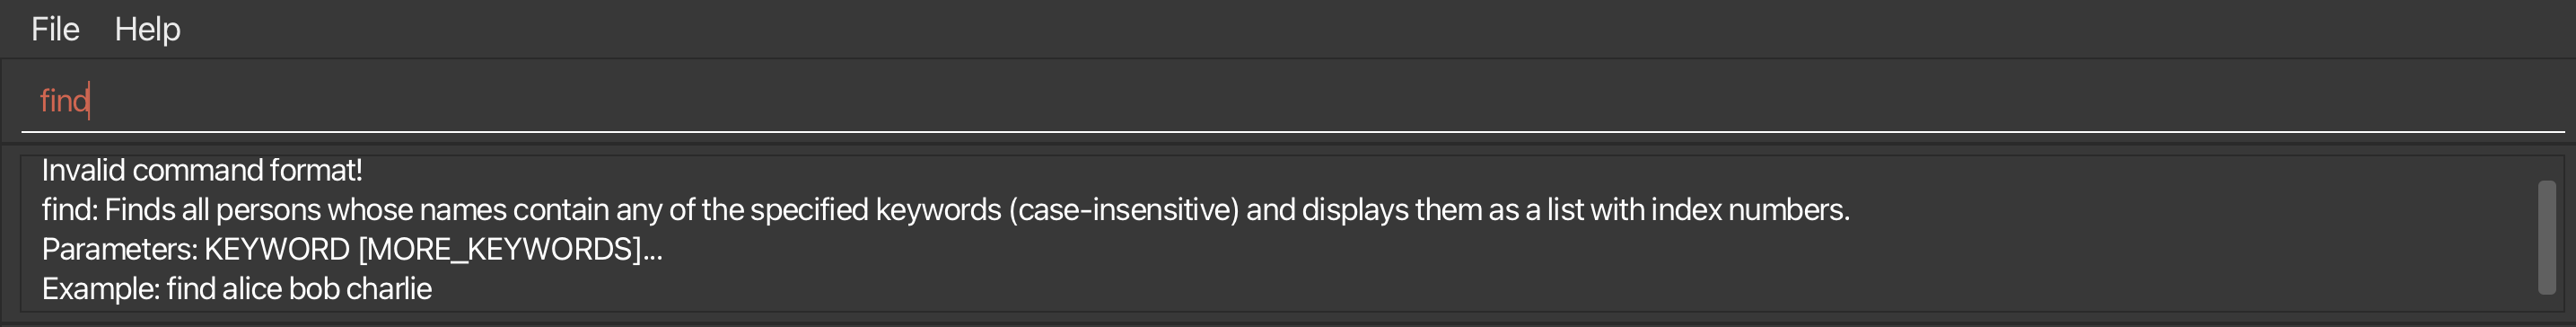 File Help
find
Invalid command format!
find: Finds all persons whose names contain any of the specified keywords (case-insensitive) and displays them as a list with index numbers.
Parameters: KEYWORD [MORE_KEYWORDS]...
Example: find alice bob charlie